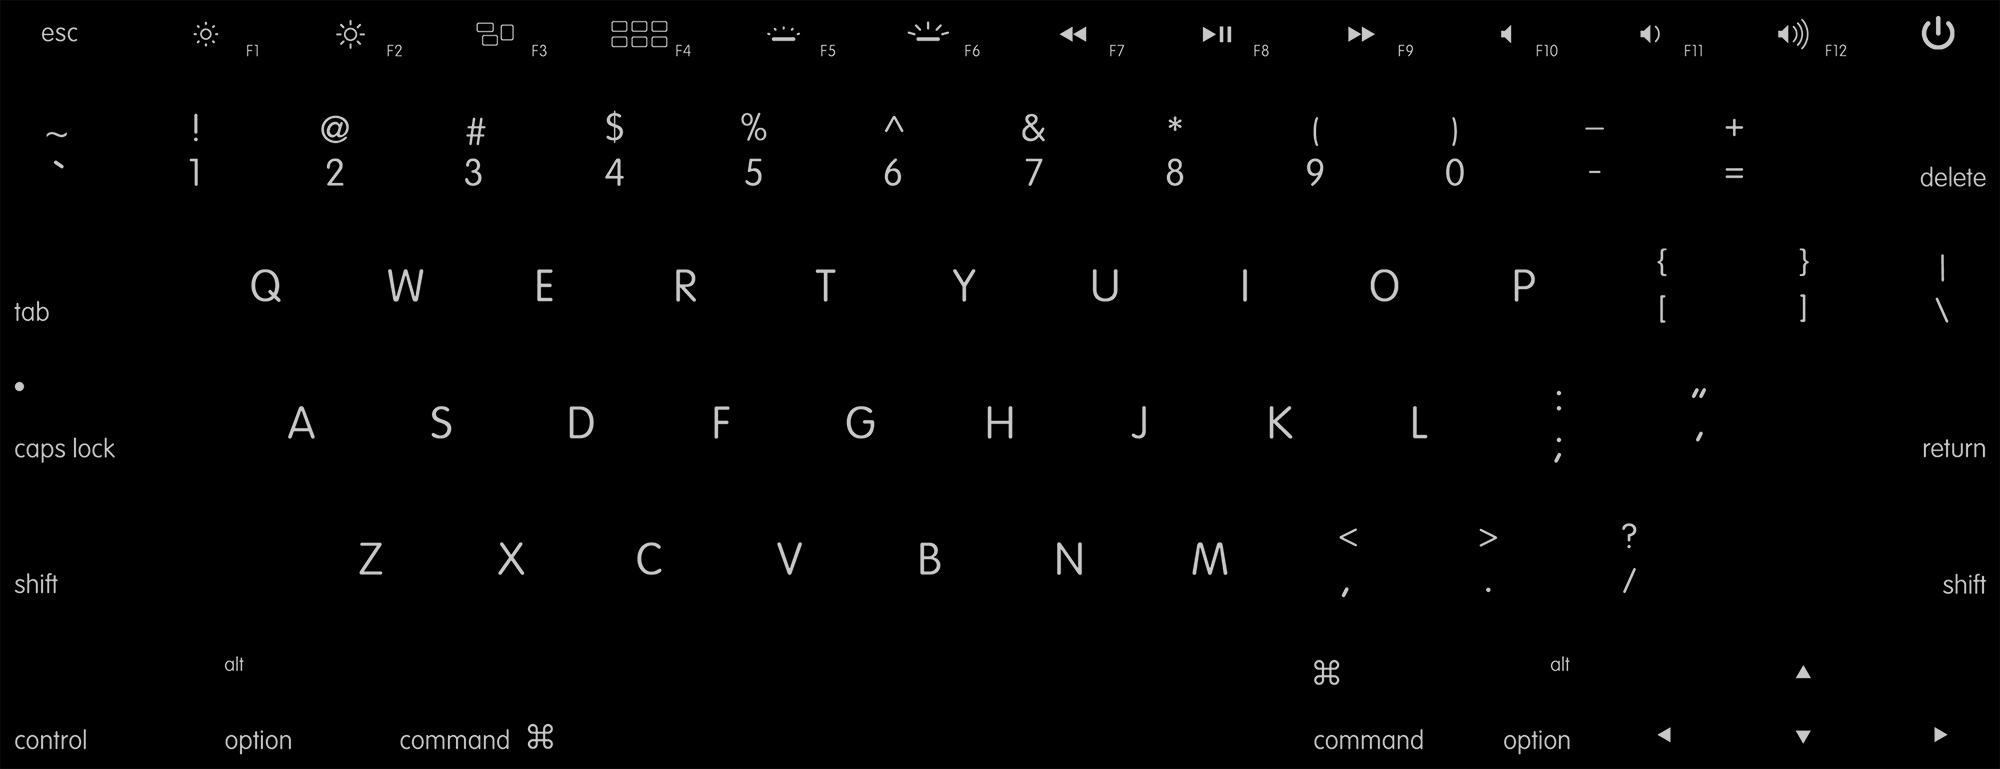 esc F1 F2 F3 F4 F5 F6 F7 F8 F9 F10 F11 F12
~ ! @ # $ % ^ & * ( ) — +
` 1 2 3 4 5 6 7 8 9 0 - = delete
{ } |
tab Q W E R T Y U I O P [ ] \
: "
caps lock A S D F G H J K L ; ' return
< > ?
shift Z X C V B N M , . / shift
alt ⌘ alt ▲
control option command ⌘ command option ◀ ▼ ▶